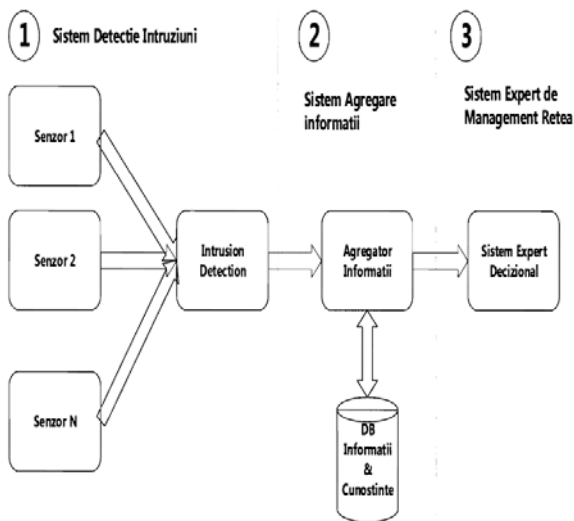 1 Sistem Detectie Intruziuni
2
Sistem Agregare
informatii
3
Sistem Expert de
Management Retea
Senzor 1
Senzor 2
Senzor N
Intrusion
Detection
Agregator
Informatii
Sistem Expert
Decizional
DB
Informatii
&
Cunostinte